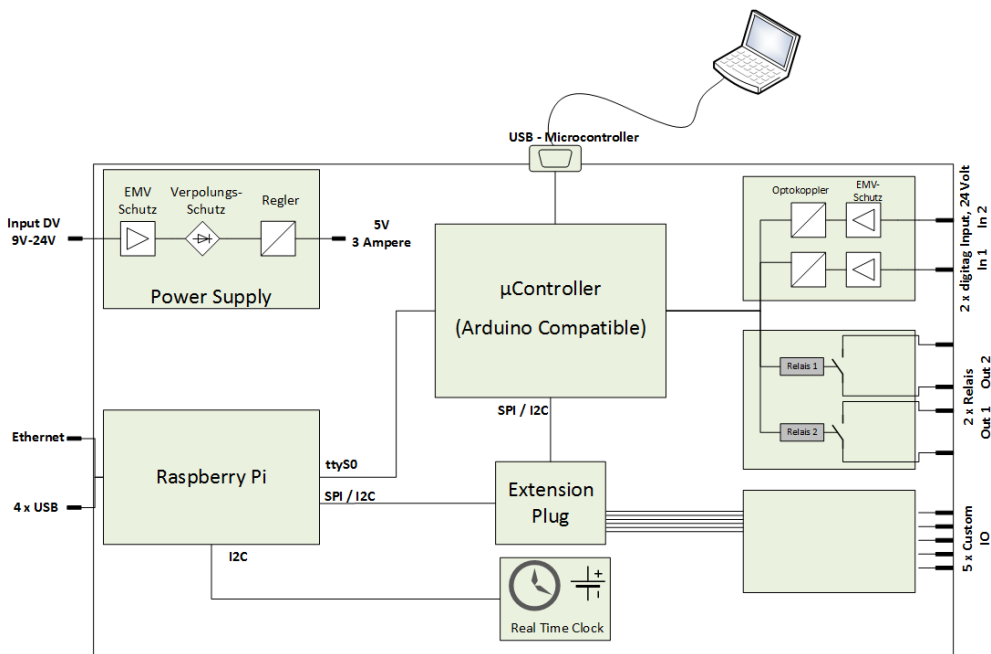 USB - Microcontroller
EMV
Schutz
Verpolungs-
Schutz
Regler
Input DV
9V-24V
5V
3 Ampere
Power Supply
µController
(Arduino Compatible)
SPI / I2C
Optokoppler
EMV-
Schutz
2 x digitag Input, 24 Volt
In 1 In 2
Relais 1
Relais 2
2 x Relais
Out 1 Out 2
Ethernet
4 x USB
Raspberry Pi
ttyS0
SPI / I2C
I2C
Extension
Plug
5 x Custom
IO
+
-
Real Time Clock